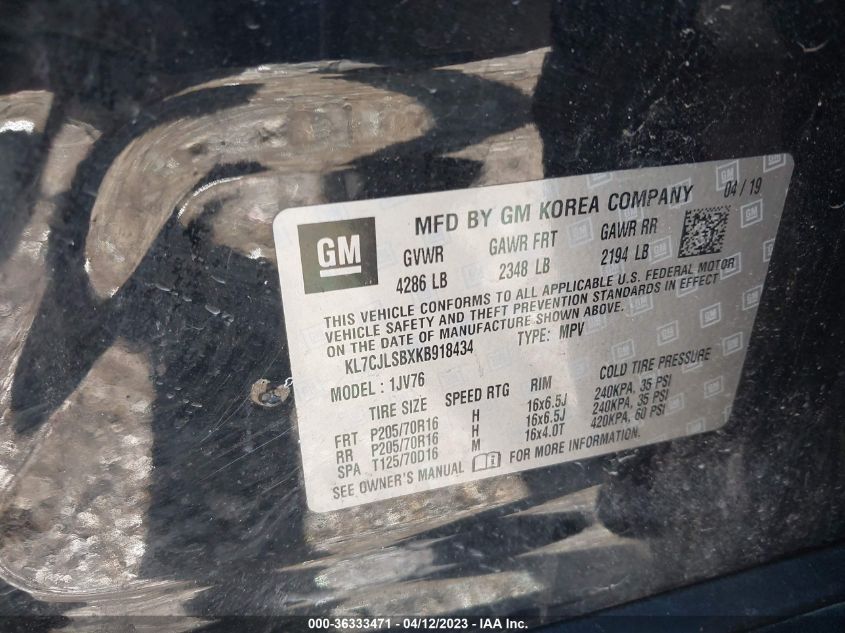 GM
MFD BY GM KOREA COMPANY 04/19
GVWR GAWR FRT GAWR RR
4286 LB 2348 LB 2194 LB
THIS VEHICLE CONFORMS TO ALL APPLICABLE U.S. FEDERAL MOTOR
VEHICLE SAFETY AND THEFT PREVENTION STANDARDS IN EFFECT
ON THE DATE OF MANUFACTURE SHOWN ABOVE.
KL7CJLSBXKB918434 TYPE: MPV
MODEL: 1JV76
TIRE SIZE SPEED RTG RIM COLD TIRE PRESSURE
FRT P205/70R16 H 16x6.5J 240KPA, 35 PSI
RR P205/70R16 H 16x6.5J 240KPA, 35 PSI
SPA T125/70D16 M 16x4.0T 420KPA, 60 PSI
SEE OWNER'S MANUAL FOR MORE INFORMATION.
000-36333471 - 04/12/2023 - IAA Inc.